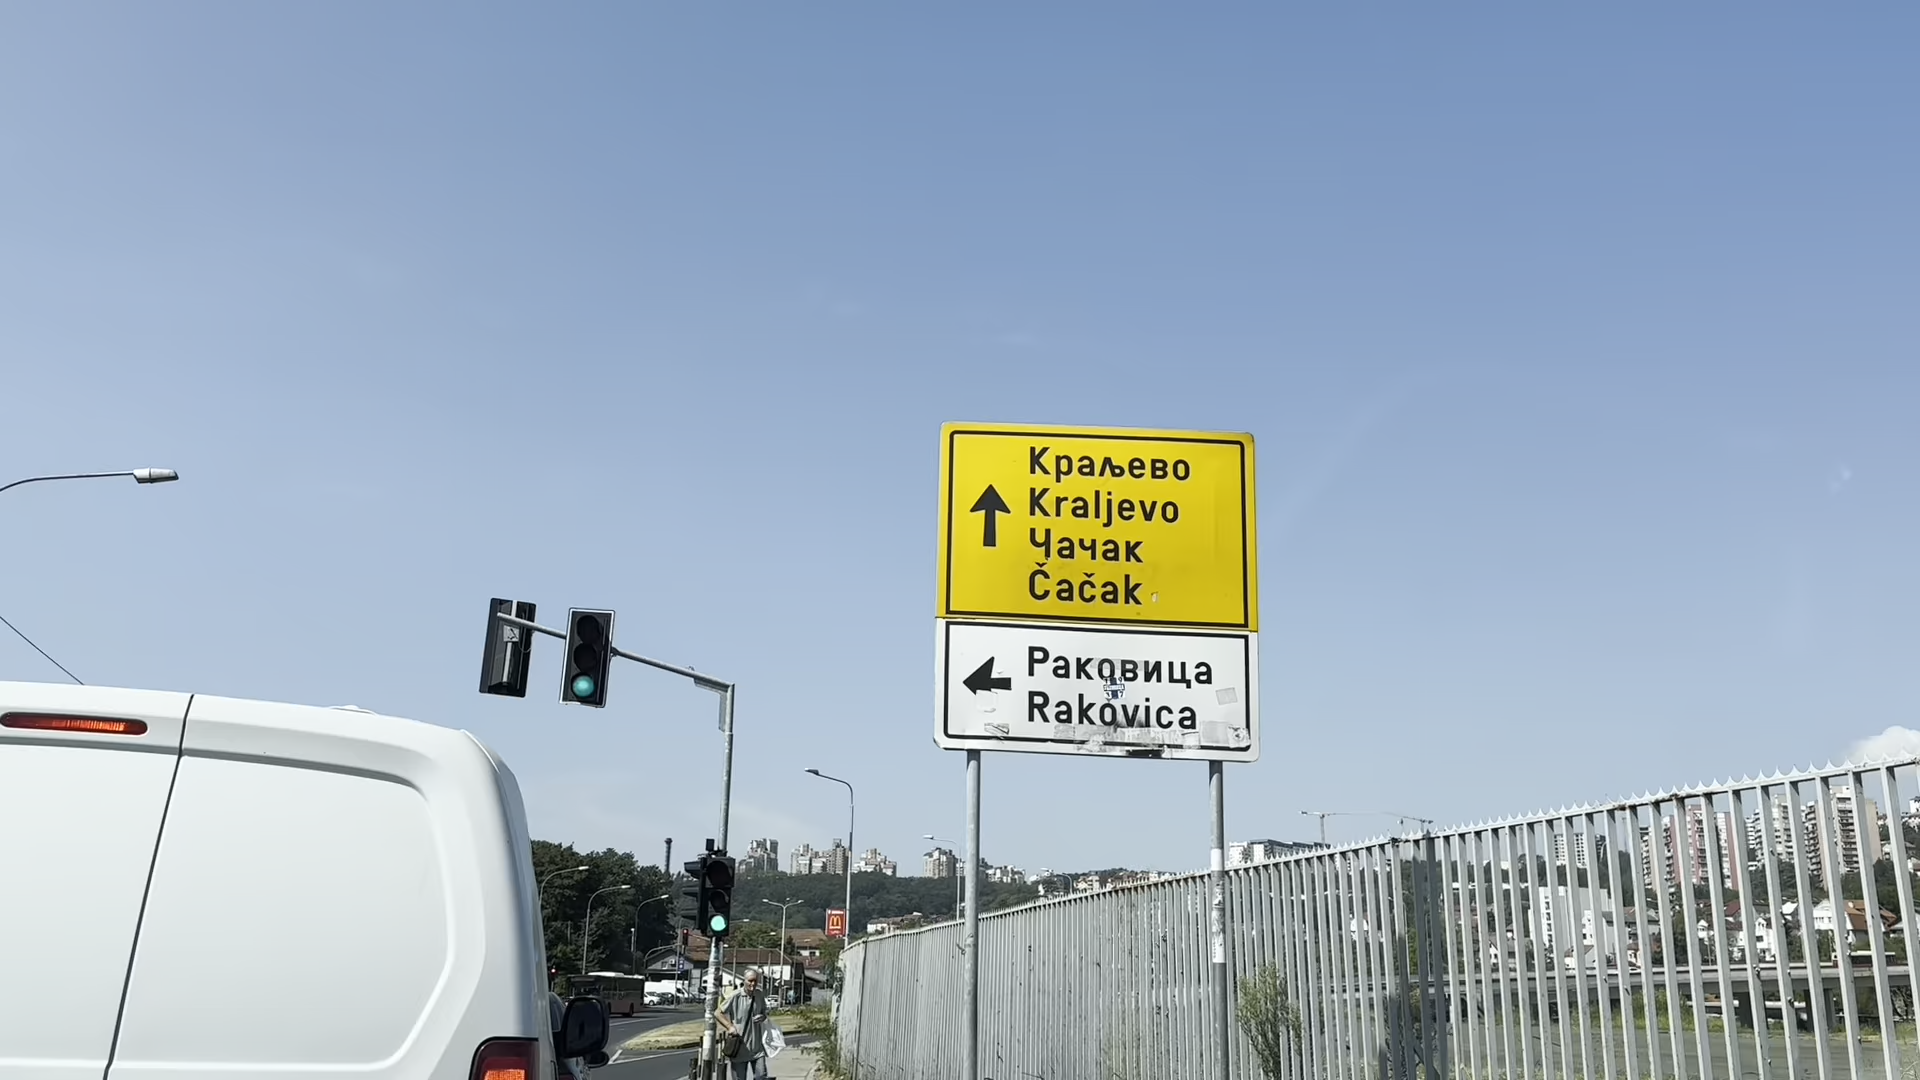 Краљево
Kraljevo
Чачак
Čačak
Раковица
Rakovica